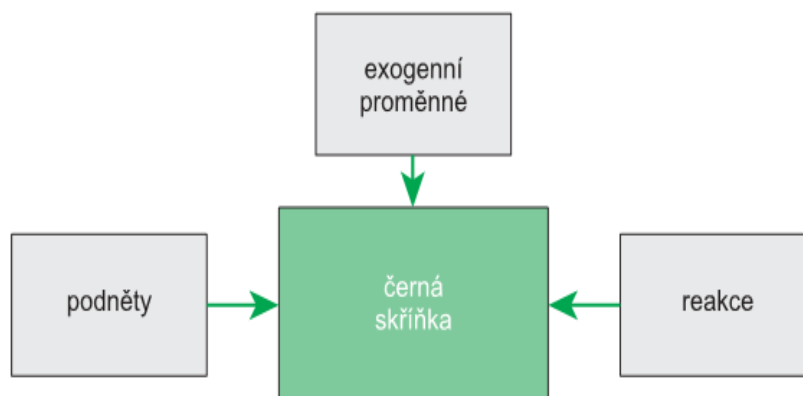 exogenní
proměnné
podněty
černá
skříňka
reakce